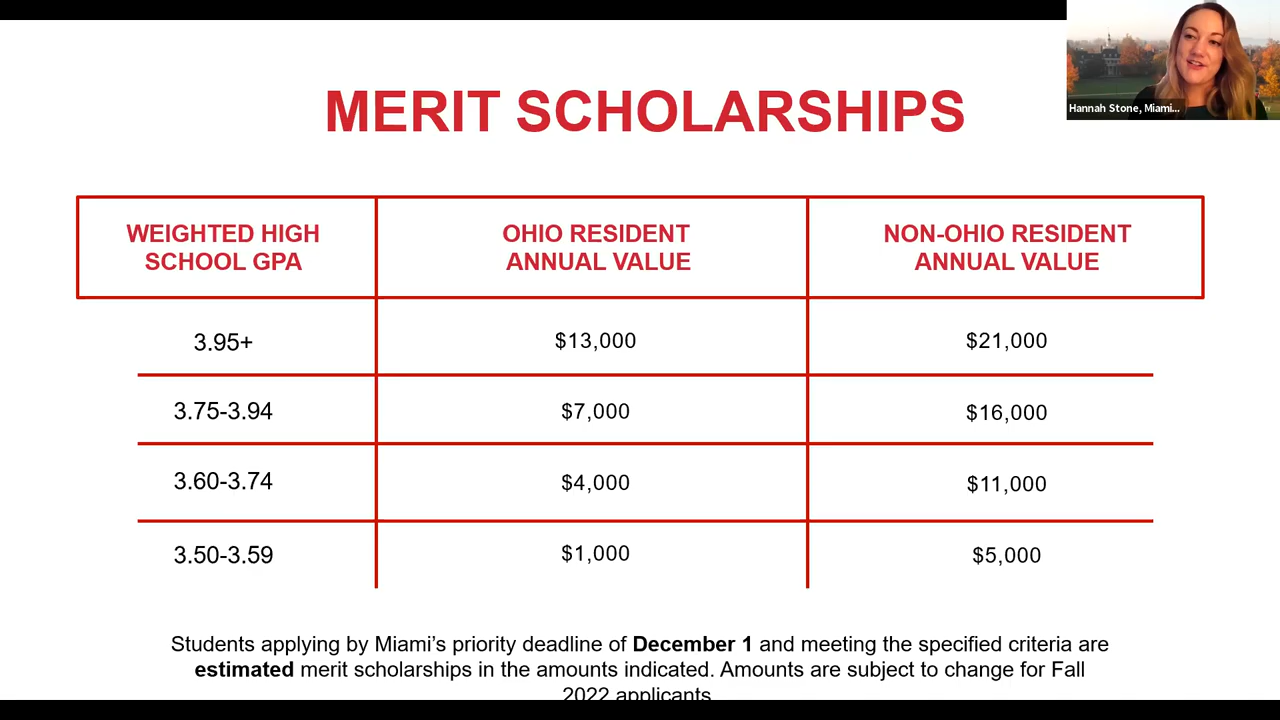 MERIT SCHOLARSHIPS
Hannah Stone, Miami...
WEIGHTED HIGH
SCHOOL GPA
OHIO RESIDENT
ANNUAL VALUE
NON-OHIO RESIDENT
ANNUAL VALUE
3.95+ $13,000 $21,000
3.75-3.94 $7,000 $16,000
3.60-3.74 $4,000 $11,000
3.50-3.59 $1,000 $5,000
Students applying by Miami's priority deadline of December 1 and meeting the specified criteria are
estimated merit scholarships in the amounts indicated. Amounts are subject to change for Fall
2022 applicants.